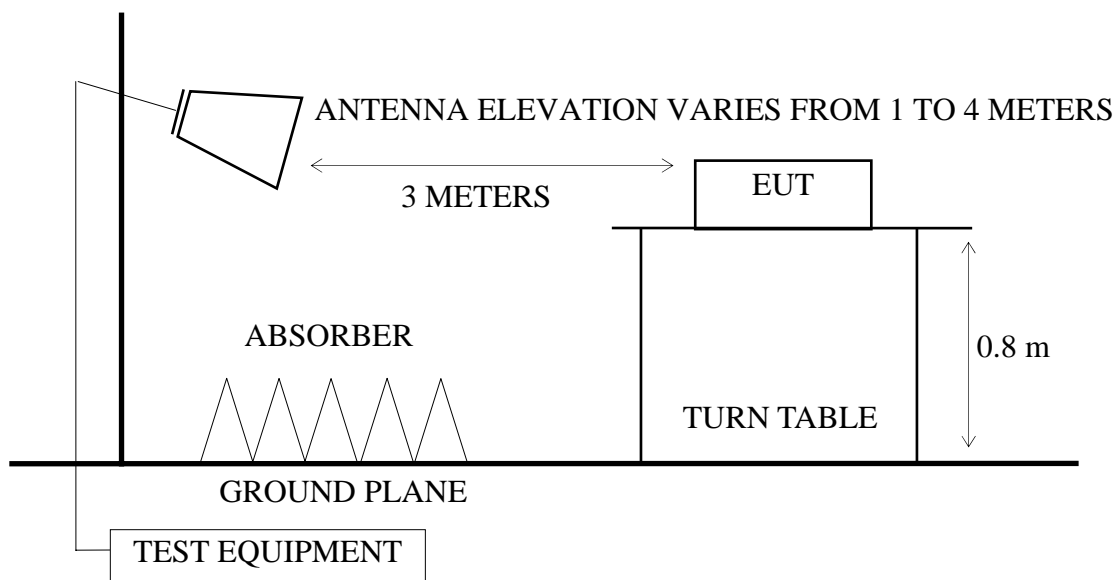 ANTENNA ELEVATION VARIES FROM 1 TO 4 METERS
3 METERS
EUT
ABSORBER
0.8 m
TURN TABLE
GROUND PLANE
TEST EQUIPMENT